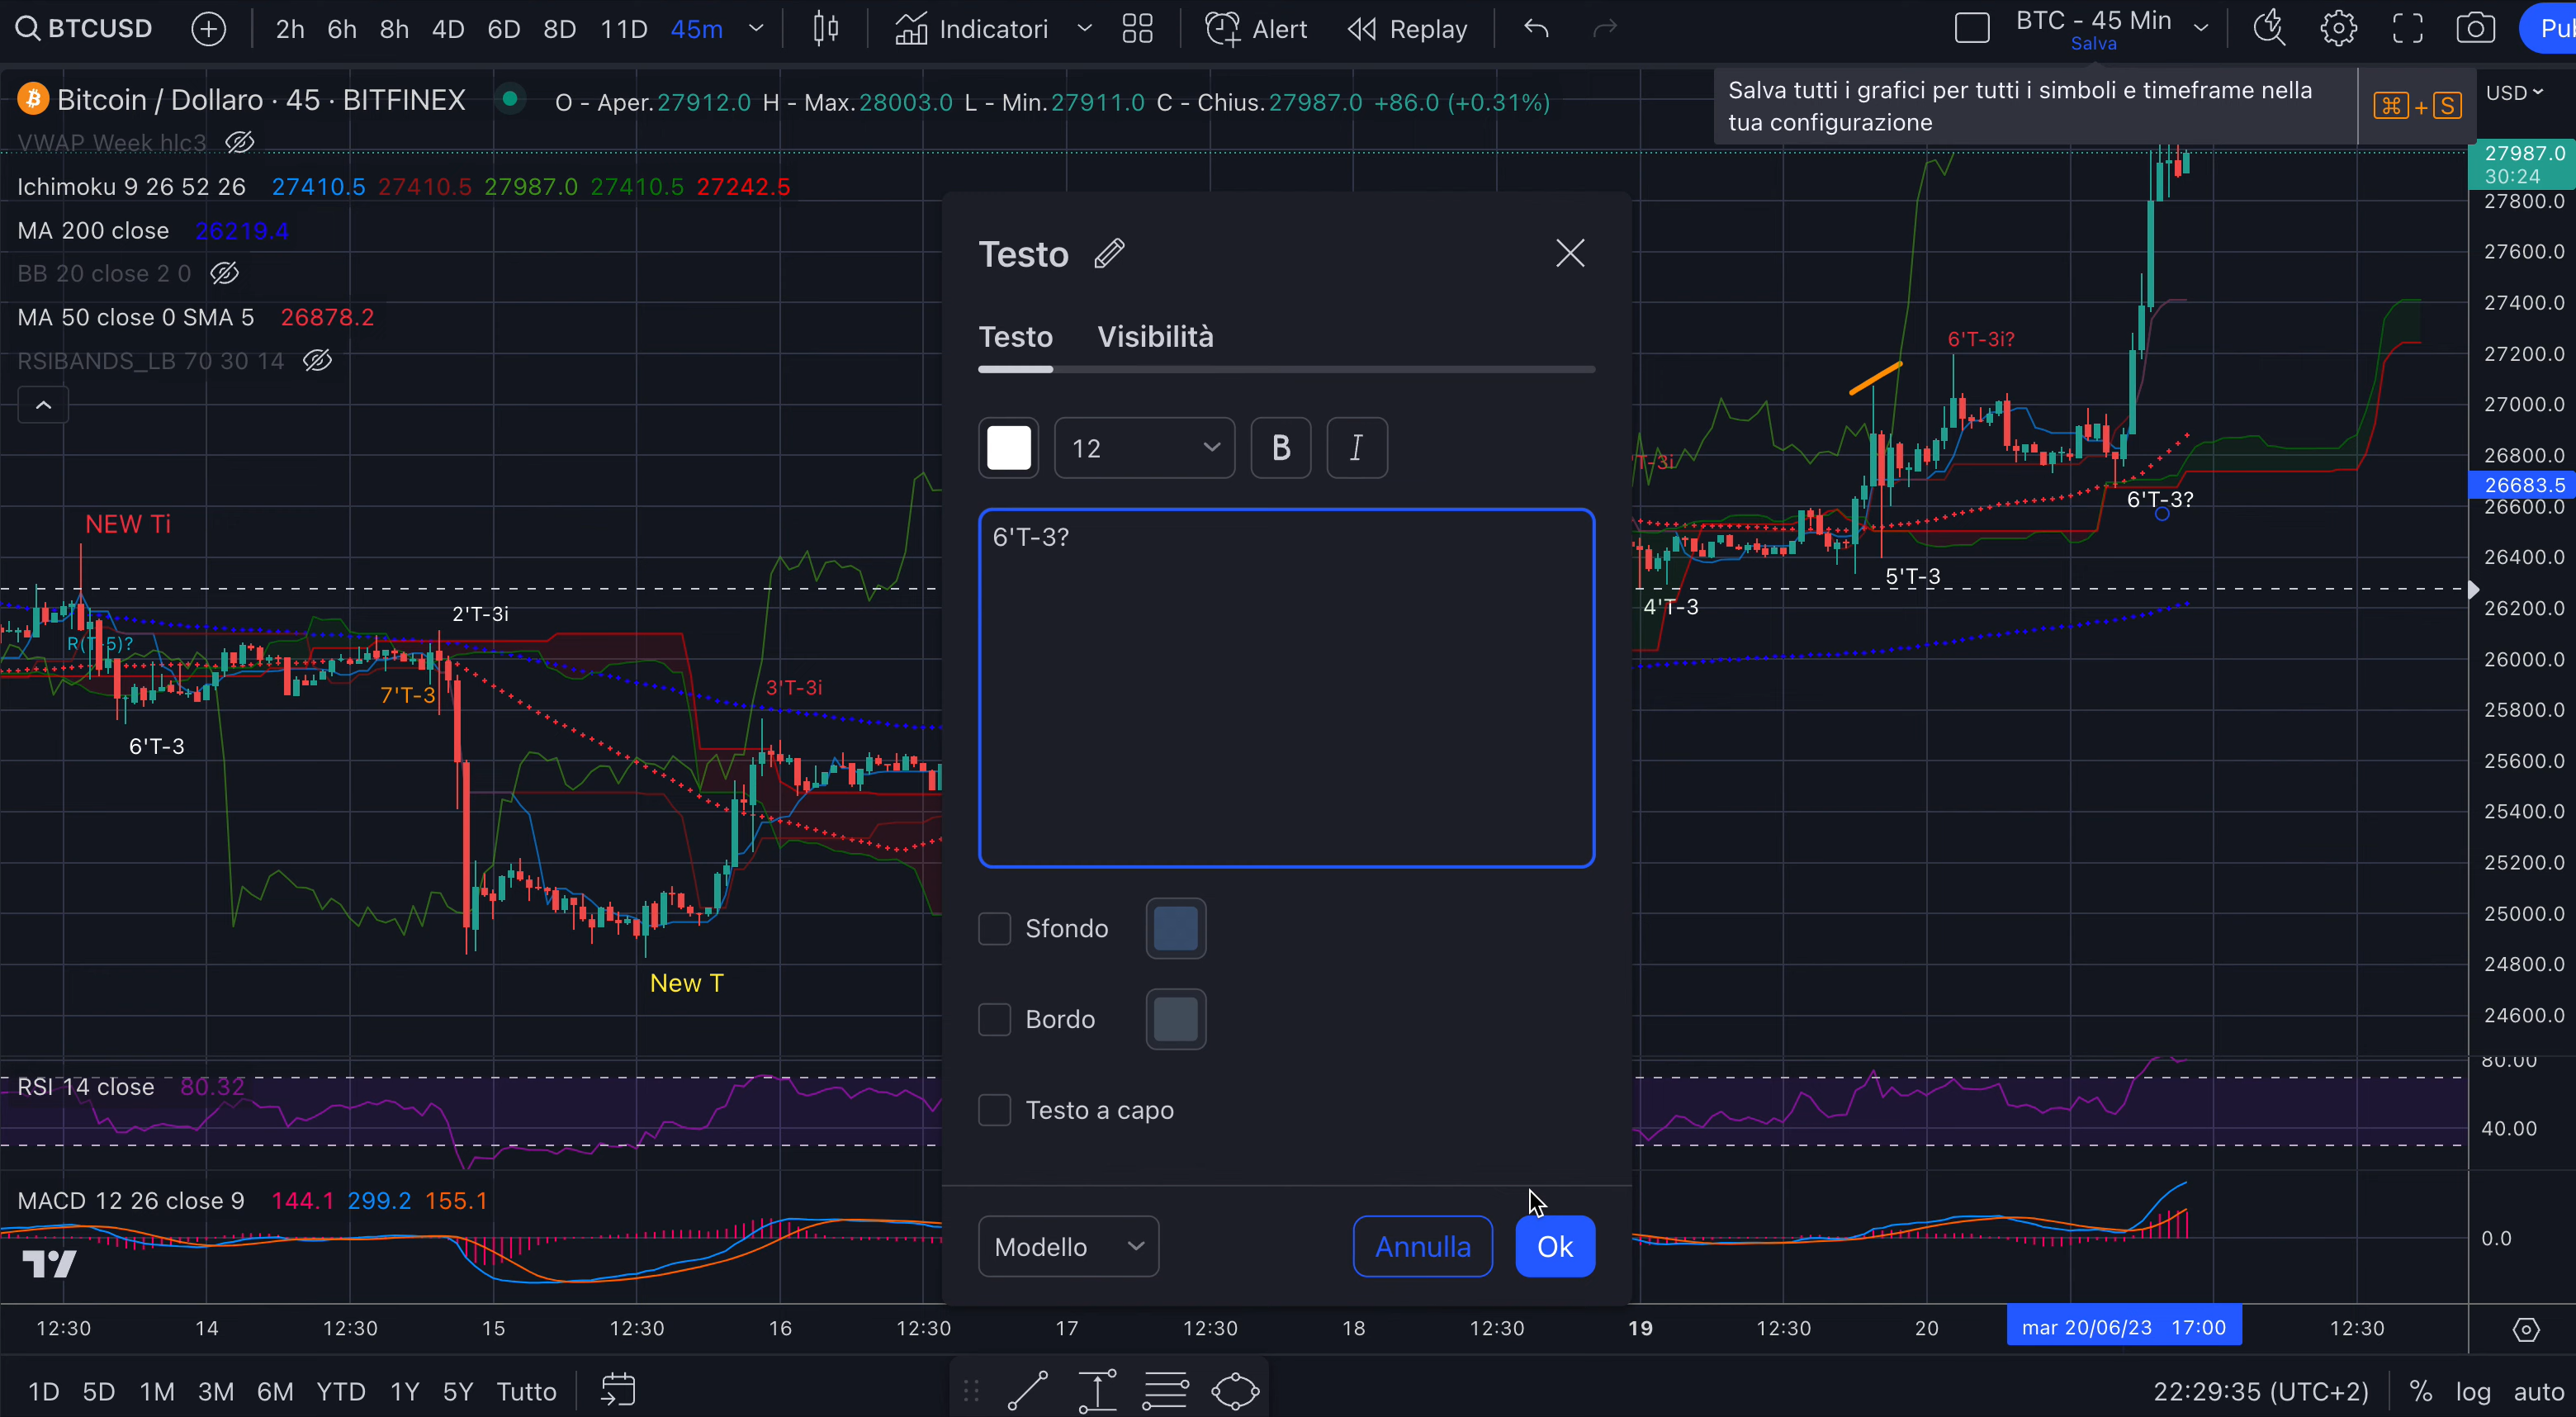 BTCUSD 2h 6h 8h 4D 6D 8D 11D 45m Indicatori Alert Replay BTC - 45 Min
Salva
Bitcoin / Dollaro · 45 · BITFINEX O - Aper.27912.0 H - Max.28003.0 L - Min.27911.0 C - Chius.27987.0 +86.0 (+0.31%)
Salva tutti i grafici per tutti i simboli e timeframe nella
tua configurazione
⌘ + S
USD
VWAP Week hlc3
Ichimoku 9 26 52 26 27410.5 27410.5 27987.0 27410.5 27242.5
MA 200 close 26219.4
BB 20 close 2 0
MA 50 close 0 SMA 5 26878.2
RSIBANDS_LB 70 30 14
NEW Ti
R(T-5)?
6'T-3
7'T-3
2'T-3i
3'T-3i
New T
Testo
Testo Visibilità
12 B I
6'T-3?
Sfondo
Bordo
Testo a capo
Modello Annulla Ok
'T-3i
4'T-3
5'T-3
6'T-3i?
6'T-3?
27987.0
30:24
27800.0
27600.0
27400.0
27200.0
27000.0
26800.0
26683.5
26600.0
26400.0
26200.0
26000.0
25800.0
25600.0
25400.0
25200.0
25000.0
24800.0
24600.0
80.00
40.00
0.0
RSI 14 close 80.32
MACD 12 26 close 9 144.1 299.2 155.1
12:30 14 12:30 15 12:30 16 12:30 17 12:30 18 12:30 19 12:30 20 mar 20/06/23 17:00 12:30
1D 5D 1M 3M 6M YTD 1Y 5Y Tutto 22:29:35 (UTC+2) % log auto